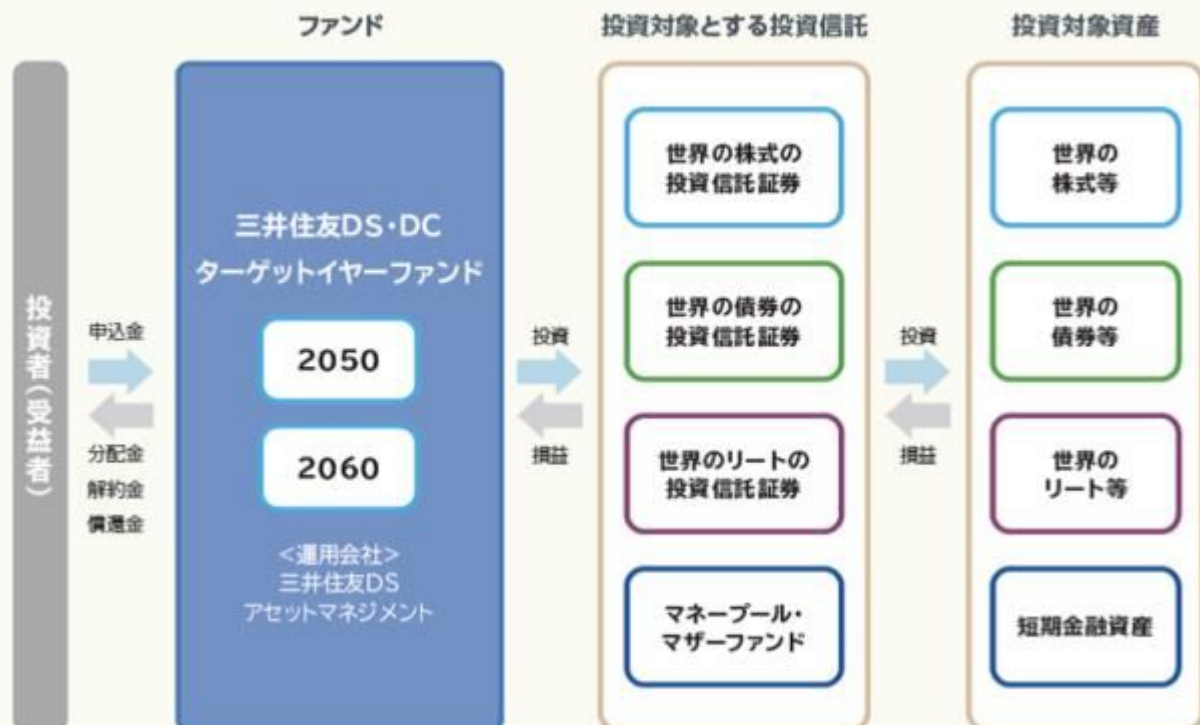 ファンド
投資対象とする投資信託
投資対象資産
投資者(受益者)
申込金
分配金
解約金
償還金
三井住友DS・DC
ターゲットイヤーファンド
2050
2060
<運用会社>
三井住友DS
アセットマネジメント
投資
損益
世界の株式の
投資信託証券
世界の債券の
投資信託証券
世界のリートの
投資信託証券
マネープール・
マザーファンド
投資
損益
世界の
株式等
世界の
債券等
世界の
リート等
短期金融資産